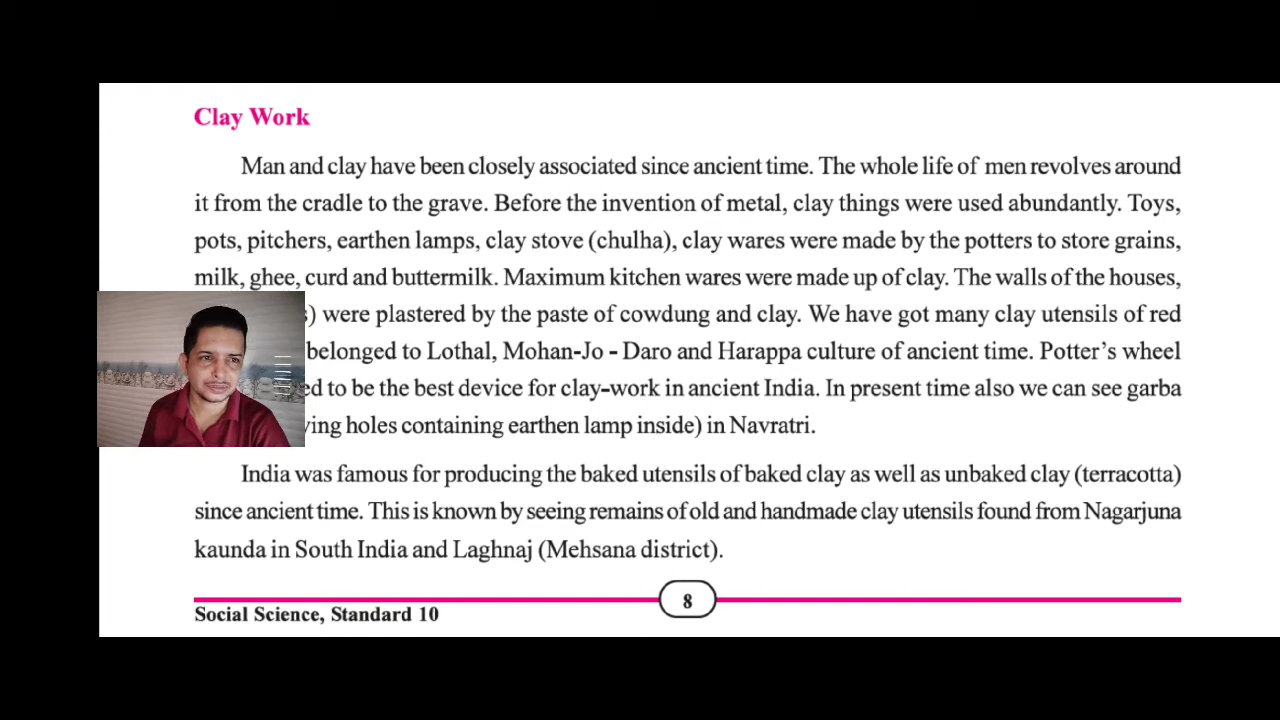 Clay Work
Man and clay have been closely associated since ancient time. The whole life of men revolves around
it from the cradle to the grave. Before the invention of metal, clay things were used abundantly. Toys,
pots, pitchers, earthen lamps, clay stove (chulha), clay wares were made by the potters to store grains,
milk, ghee, curd and buttermilk. Maximum kitchen wares were made up of clay. The walls of the houses,
) were plastered by the paste of cowdung and clay. We have got many clay utensils of red
belonged to Lothal, Mohan-Jo - Daro and Harappa culture of ancient time. Potter's wheel
to be the best device for clay-work in ancient India. In present time also we can see garba
holes containing earthen lamp inside) in Navratri.
India was famous for producing the baked utensils of baked clay as well as unbaked clay (terracotta)
since ancient time. This is known by seeing remains of old and handmade clay utensils found from Nagarjuna
kaunda in South India and Laghnaj (Mehsana district).
8
Social Science, Standard 10